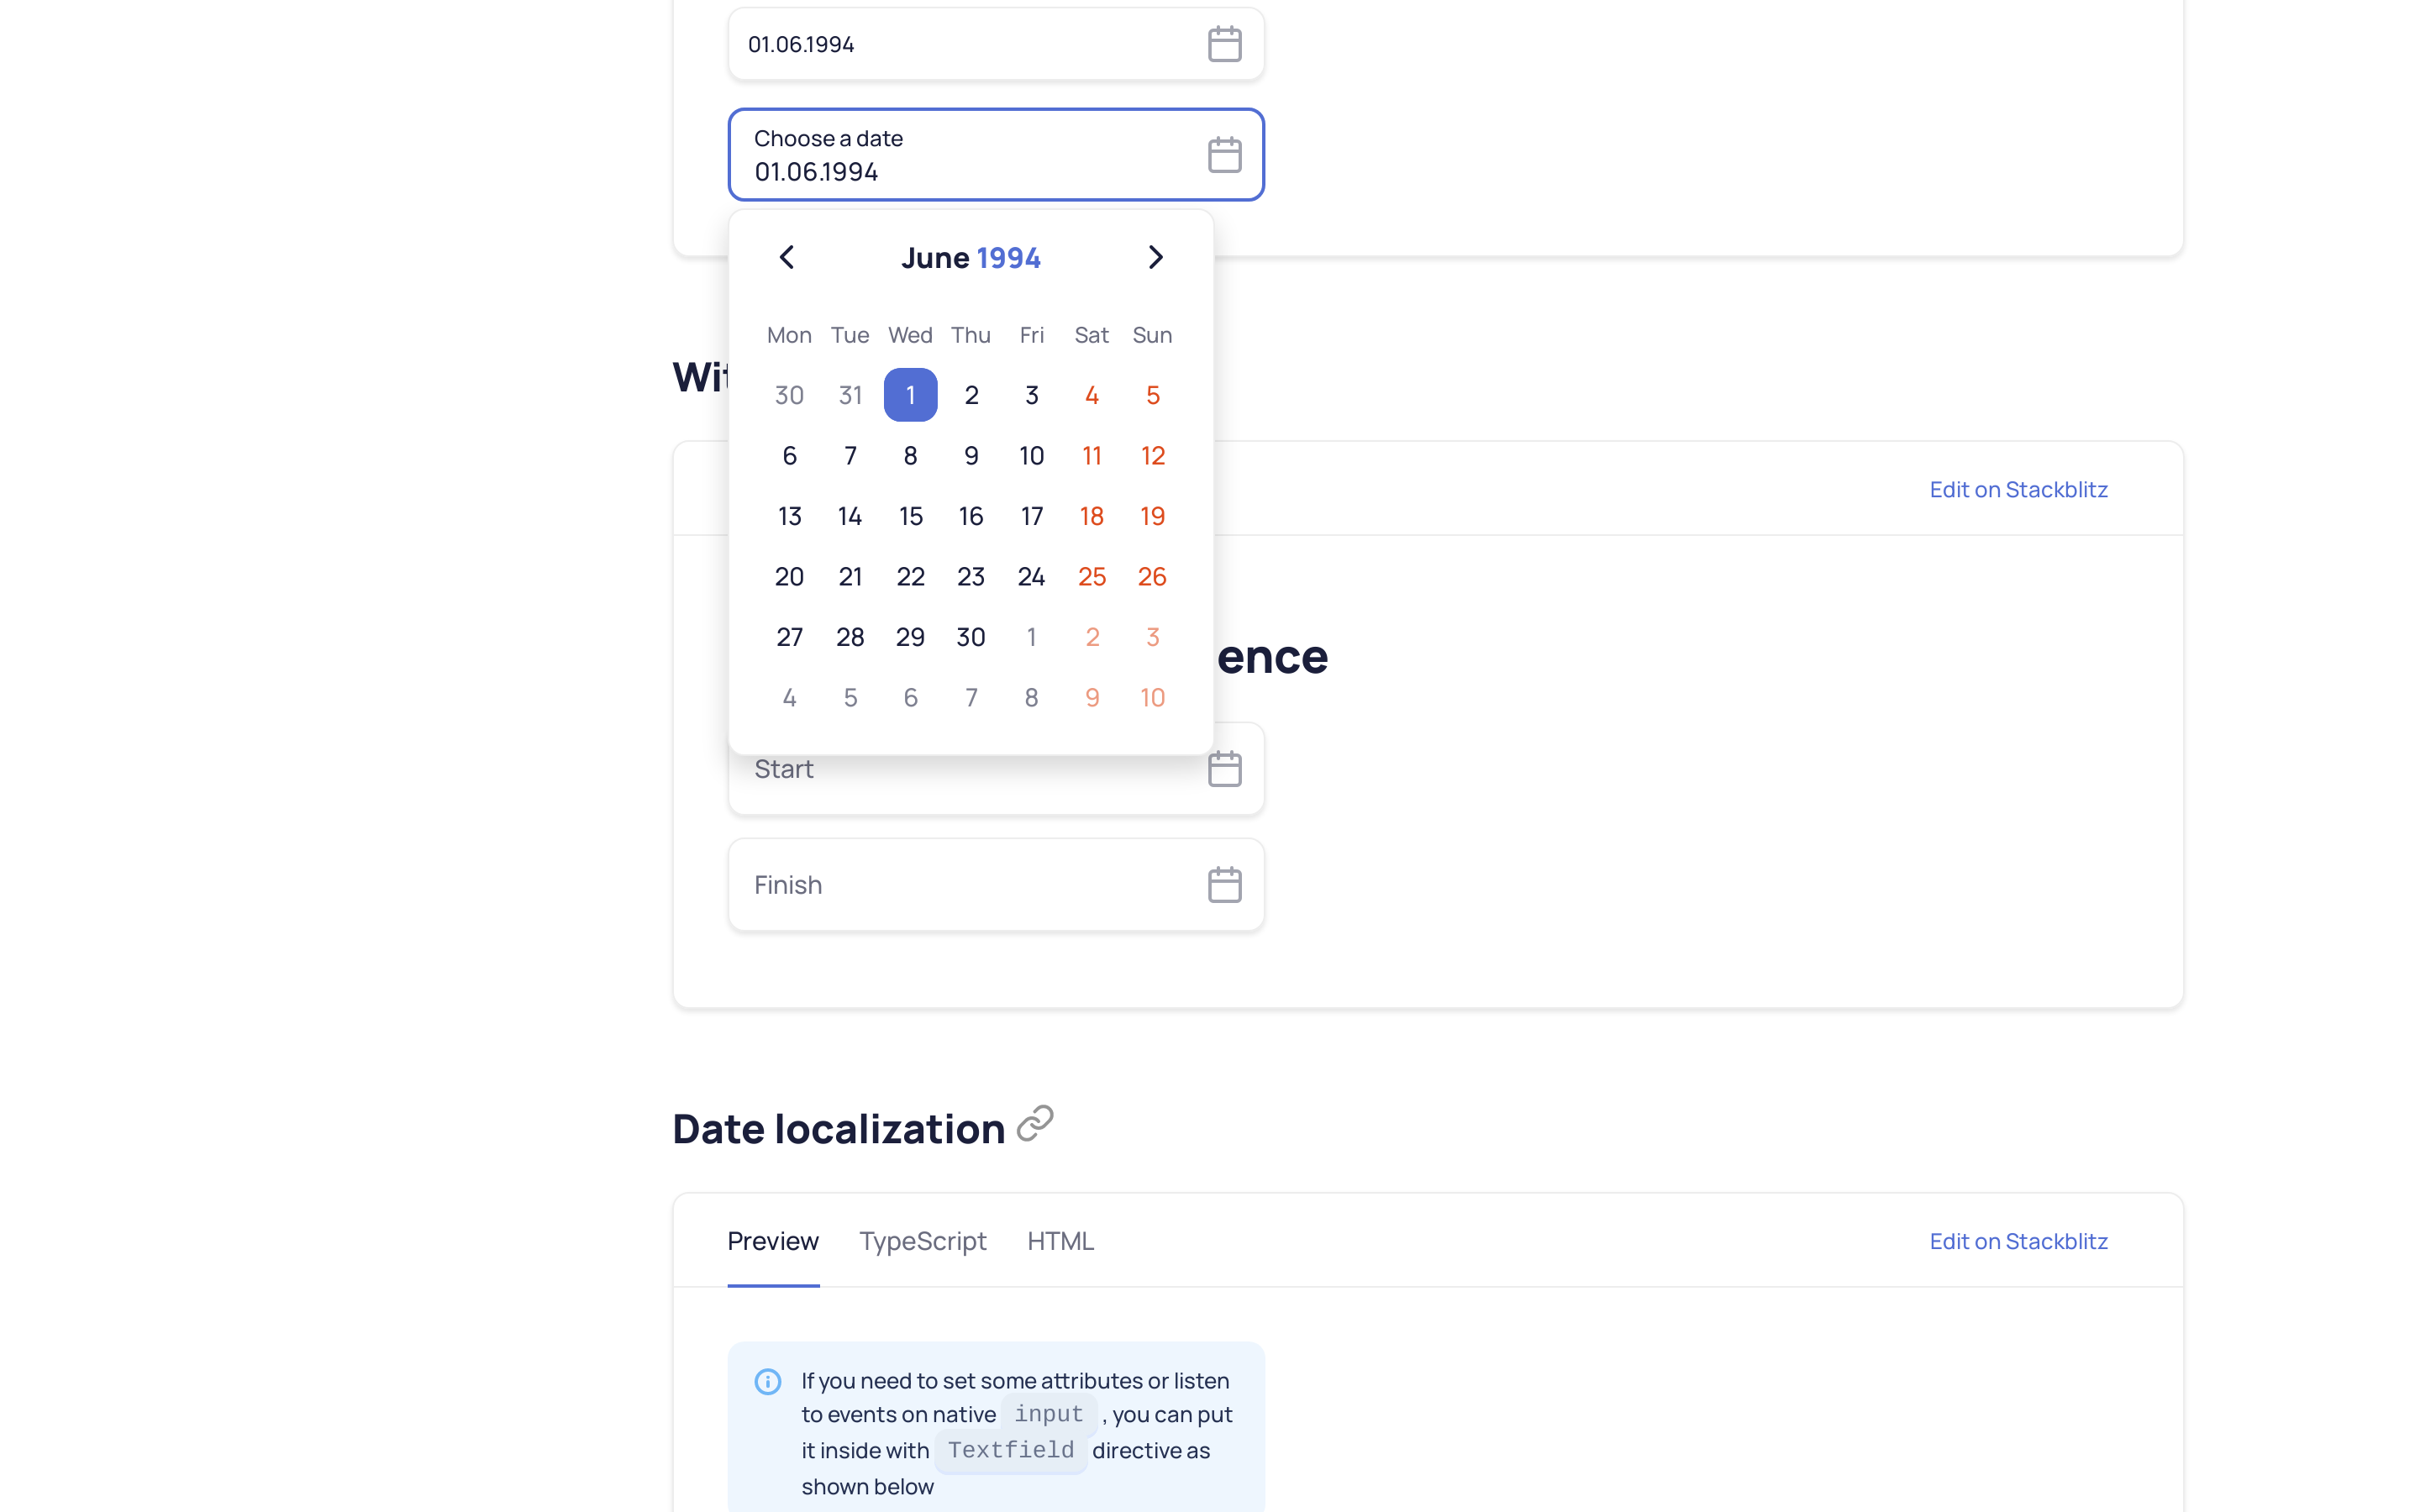 01.06.1994
Choose a date
01.06.1994
June 1994
Mon Tue Wed Thu Fri Sat Sun
30 31 1 2 3 4 5
6 7 8 9 10 11 12
13 14 15 16 17 18 19
20 21 22 23 24 25 26
27 28 29 30 1 2 3
4 5 6 7 8 9 10
Edit on Stackblitz
ence
Start
Finish
Date localization
Preview TypeScript HTML Edit on Stackblitz
If you need to set some attributes or listen
to events on native input , you can put
it inside with Textfield directive as
shown below